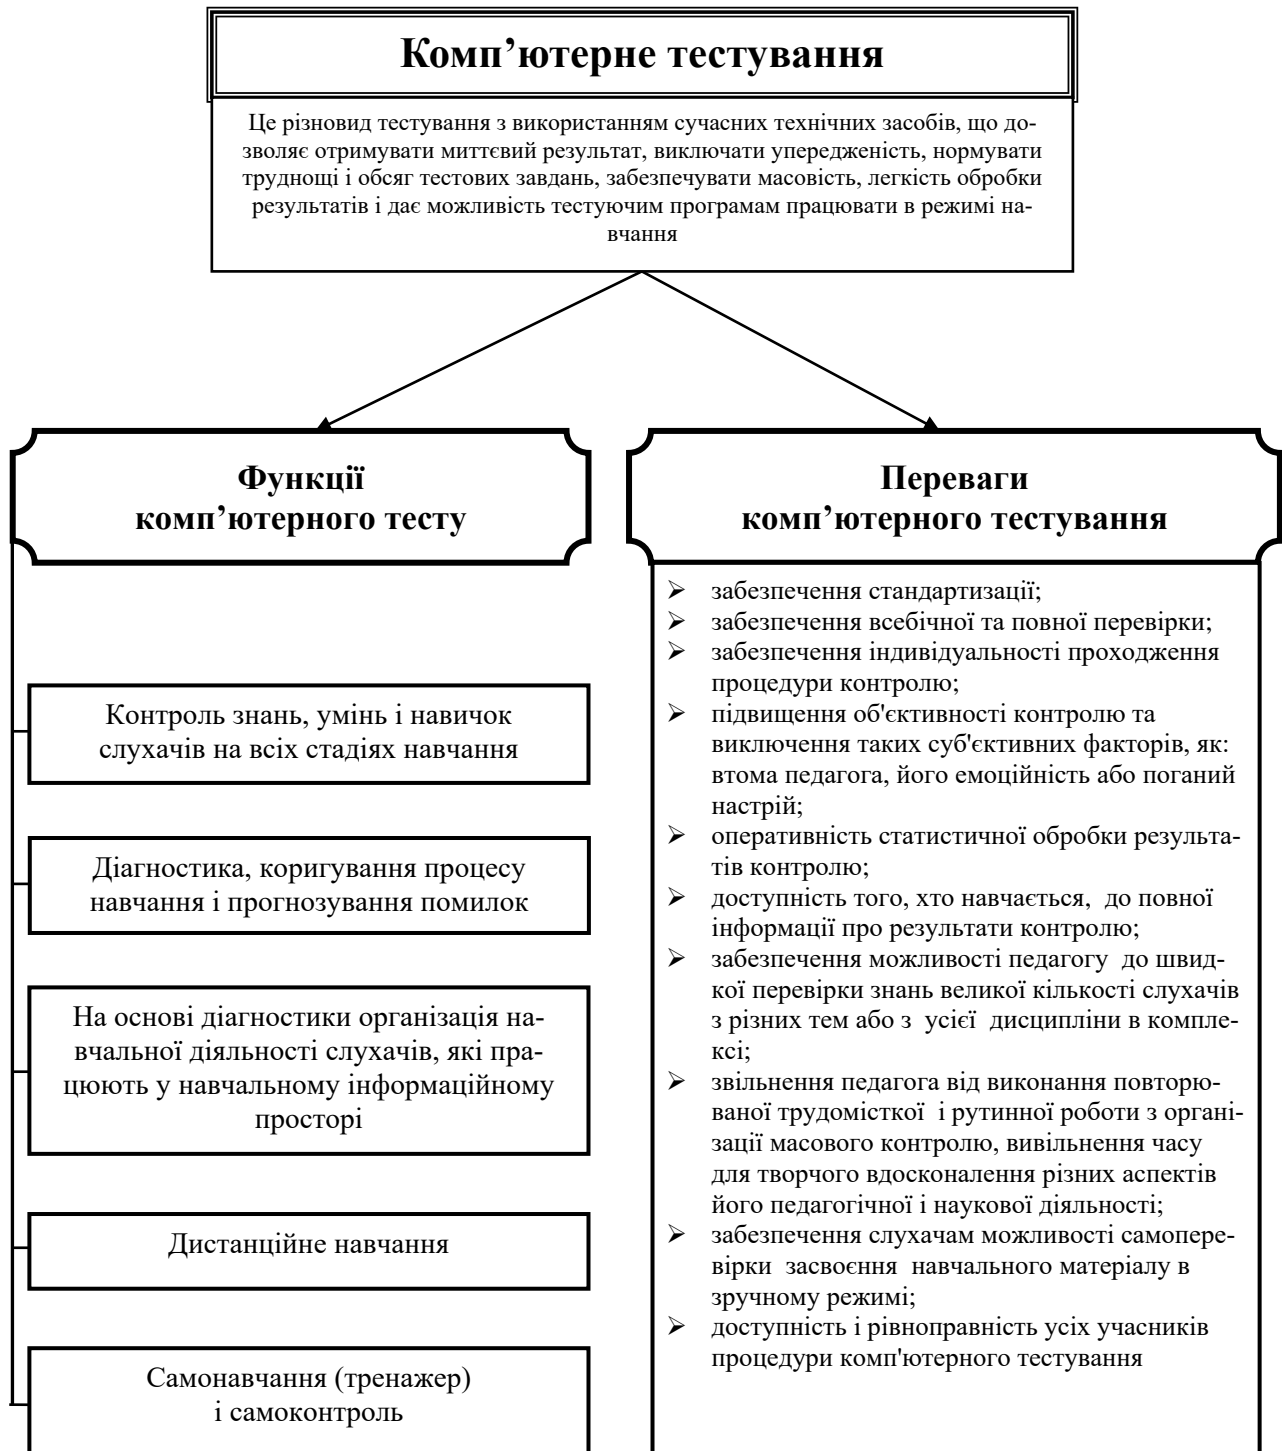 Комп’ютерне тестування
Це різновид тестування з використанням сучасних технічних засобів, що до-
зволяє отримувати миттєвий результат, виключати упередженість, нормувати
труднощі і обсяг тестових завдань, забезпечувати масовість, легкість обробки
результатів і дає можливість тестуючим програмам працювати в режимі на-
вчання
Функції
комп’ютерного тесту
Контроль знань, умінь і навичок
слухачів на всіх стадіях навчання
Діагностика, коригування процесу
навчання і прогнозування помилок
На основі діагностики організація на-
вчальної діяльності слухачів, які пра-
цюють у навчальному інформаційному
просторі
Дистанційне навчання
Самонавчання (тренажер)
і самоконтроль
Переваги
комп’ютерного тестування
➢ забезпечення стандартизації;
➢ забезпечення всебічної та повної перевірки;
➢ забезпечення індивідуальності проходження
процедури контролю;
➢ підвищення об'єктивності контролю та
виключення таких суб'єктивних факторів, як:
втома педагога, його емоційність або поганий
настрій;
➢ оперативність статистичної обробки результа-
тів контролю;
➢ доступність того, хто навчається, до повної
інформації про результати контролю;
➢ забезпечення можливості педагогу до швид-
кої перевірки знань великої кількості слухачів
з різних тем або з усієї дисципліни в компле-
ксі;
➢ звільнення педагога від виконання повторю-
ваної трудомісткої і рутинної роботи з органі-
зації масового контролю, вивільнення часу
для творчого вдосконалення різних аспектів
його педагогічної і наукової діяльності;
➢ забезпечення слухачам можливості самопере-
вірки засвоєння навчального матеріалу в
зручному режимі;
➢ доступність і рівноправність усіх учасників
процедури комп'ютерного тестування